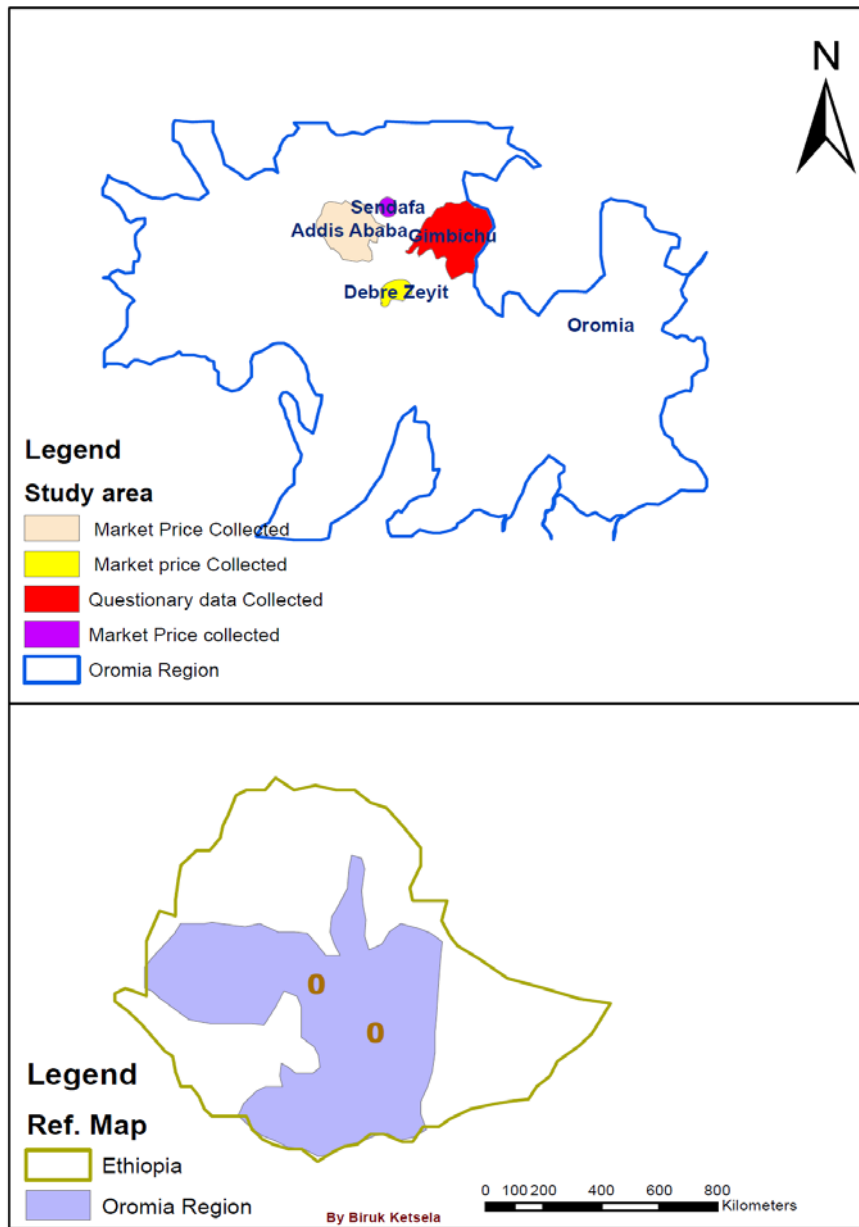 N
Sendafa
Addis Ababa
Gimbichu
Debre Zeyit
Oromia
Legend
Study area
Market Price Collected
Market price Collected
Questionary data Collected
Market Price collected
Oromia Region
0
0
Legend
Ref. Map
Ethiopia
Oromia Region
0 100 200 400 600 800
Kilometers
By Biruk Ketsela